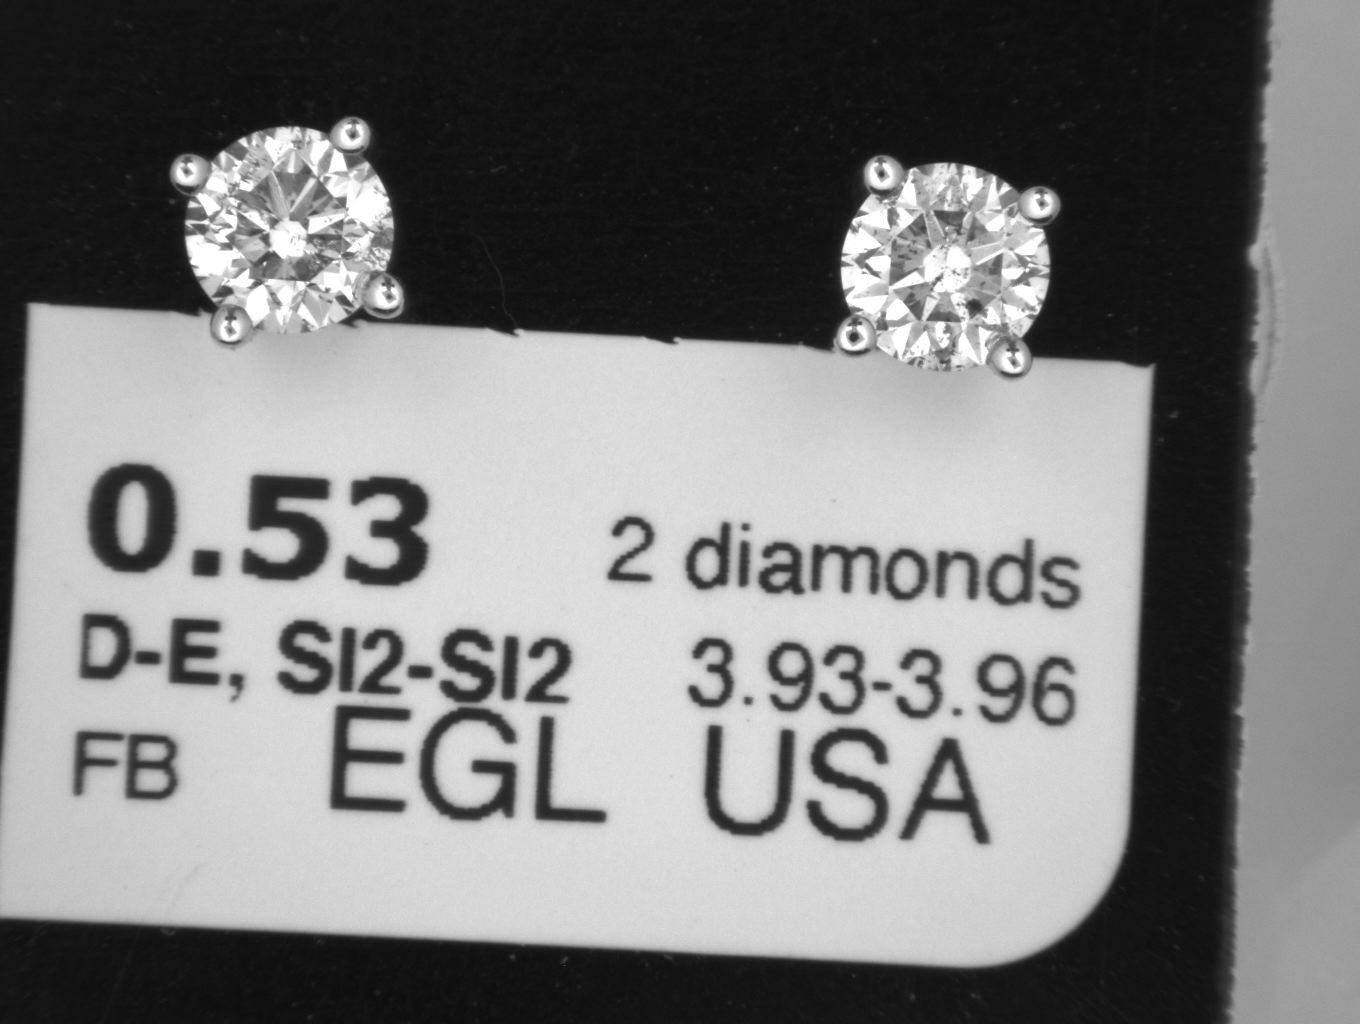 0.53 2 diamonds
D-E, SI2-SI2 3.93-3.96
FB EGL USA